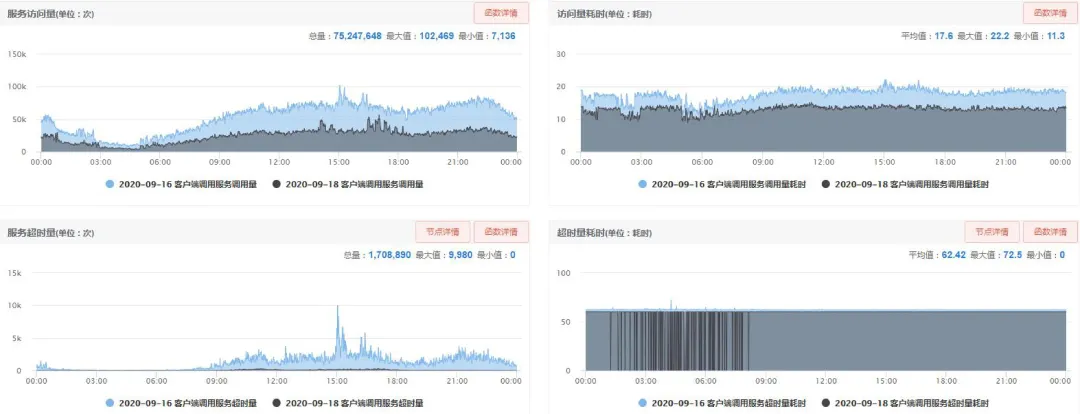 服务访问量(单位：次)
函数详情
总量：75,247,648 最大值：102,469 最小值：7,136
150k
100k
50k
0
00:00 03:00 06:00 09:00 12:00 15:00 18:00 21:00 00:00
2020-09-16 客户端调用服务调用量 2020-09-18 客户端调用服务调用量
访问量耗时(单位：耗时)
函数详情
平均值：17.6 最大值：22.2 最小值：11.3
30
20
10
0
00:00 03:00 06:00 09:00 12:00 15:00 18:00 21:00 00:00
2020-09-16 客户端调用服务调用量耗时 2020-09-18 客户端调用服务调用量耗时
服务超时量(单位：次)
节点详情 函数详情
总量：1,708,890 最大值：9,980 最小值：0
15k
10k
5k
0
00:00 03:00 06:00 09:00 12:00 15:00 18:00 21:00 00:00
2020-09-16 客户端调用服务超时量 2020-09-18 客户端调用服务超时量
超时量耗时(单位：耗时)
节点详情 函数详情
平均值：62.42 最大值：72.5 最小值：0
100
50
0
00:00 03:00 06:00 09:00 12:00 15:00 18:00 21:00 00:00
2020-09-16 客户端调用服务超时量耗时 2020-09-18 客户端调用服务超时量耗时